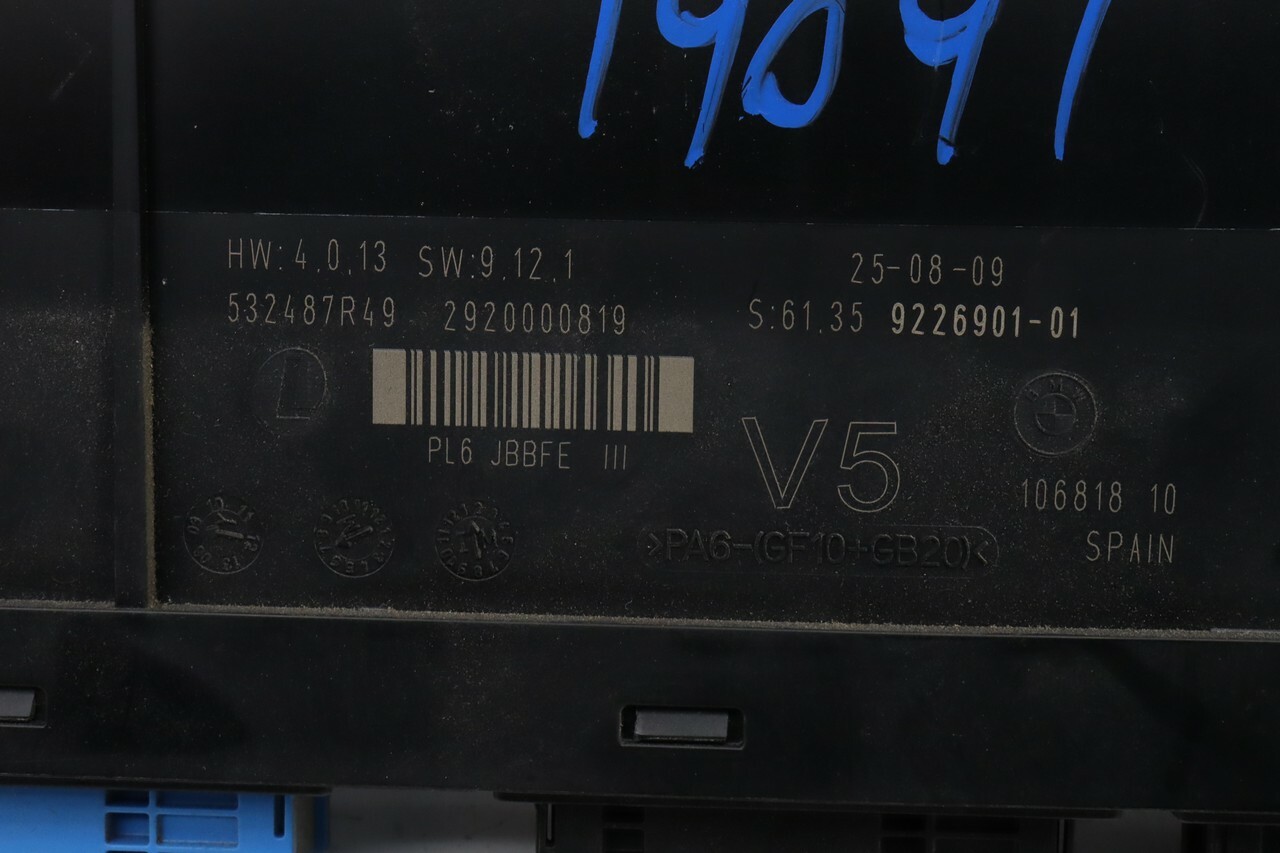 HW:4.0.13 SW:9.12.1 25-08-09
532487R49 2920000819 S:61.35 9226901-01
PL6 JBBFE III
V5
BMW
106818 10
>PA6-(GF10+GB20)<
SPAIN